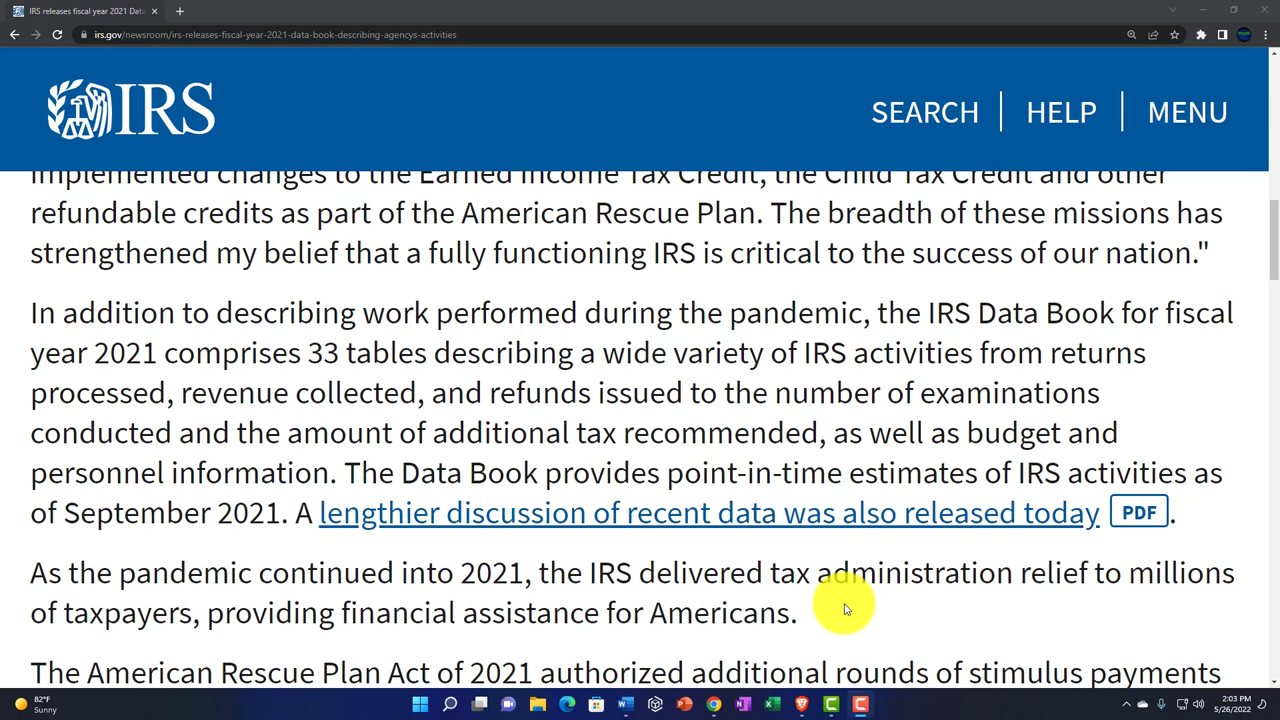 IRS releases fiscal year 2021 Data
irs.gov/newsroom/irs-releases-fiscal-year-2021-data-book-describing-agencys-activities
IRS
SEARCH | HELP | MENU
implemented changes to the Earned Income Tax Credit, the Child Tax Credit and other
refundable credits as part of the American Rescue Plan. The breadth of these missions has
strengthened my belief that a fully functioning IRS is critical to the success of our nation."
In addition to describing work performed during the pandemic, the IRS Data Book for fiscal
year 2021 comprises 33 tables describing a wide variety of IRS activities from returns
processed, revenue collected, and refunds issued to the number of examinations
conducted and the amount of additional tax recommended, as well as budget and
personnel information. The Data Book provides point-in-time estimates of IRS activities as
of September 2021. A lengthier discussion of recent data was also released today PDF .
As the pandemic continued into 2021, the IRS delivered tax administration relief to millions
of taxpayers, providing financial assistance for Americans.
The American Rescue Plan Act of 2021 authorized additional rounds of stimulus payments
82°F
Sunny
2:03 PM
5/26/2022